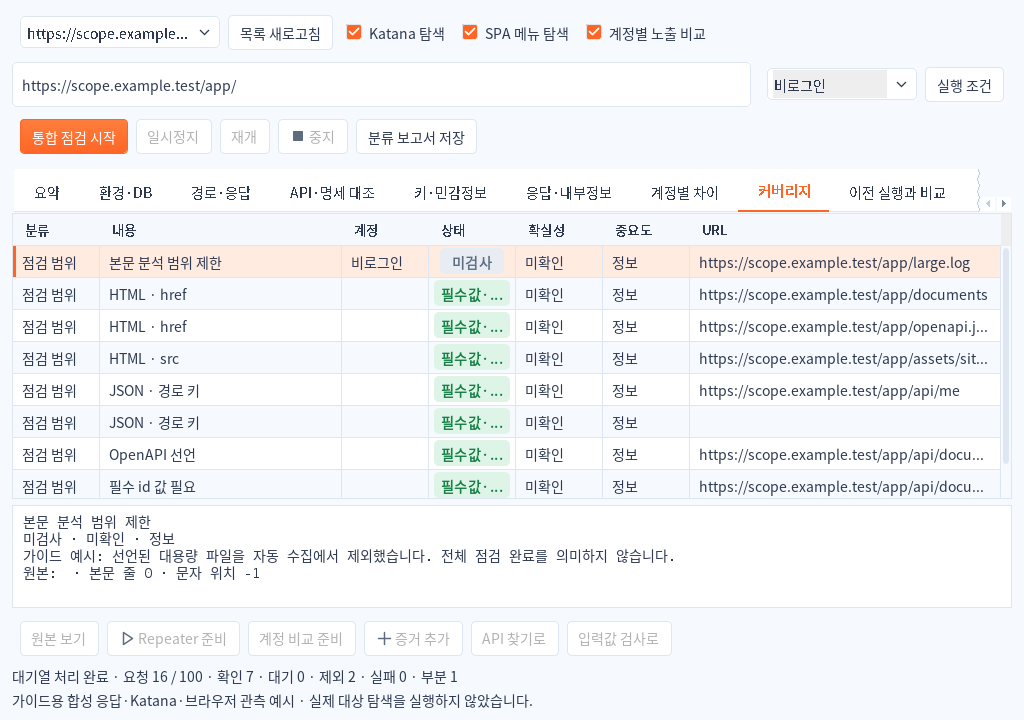 https://scope.example... 목록 새로고침 Katana 탐색 SPA 메뉴 탐색 계정별 노출 비교
https://scope.example.test/app/ 비로그인 실행 조건
통합 점검 시작 일시정지 재개 중지 분류 보고서 저장
요약 환경·DB 경로·응답 API·명세 대조 키·민감정보 응답·내부정보 계정별 차이 커버리지 이전 실행과 비교
분류 내용 계정 상태 확실성 중요도 URL
점검 범위 본문 분석 범위 제한 비로그인 미검사 미확인 정보 https://scope.example.test/app/large.log
점검 범위 HTML · href 필수값·... 미확인 정보 https://scope.example.test/app/documents
점검 범위 HTML · href 필수값·... 미확인 정보 https://scope.example.test/app/openapi.j...
점검 범위 HTML · src 필수값·... 미확인 정보 https://scope.example.test/app/assets/sit...
점검 범위 JSON · 경로 키 필수값·... 미확인 정보 https://scope.example.test/app/api/me
점검 범위 JSON · 경로 키 필수값·... 미확인 정보
점검 범위 OpenAPI 선언 필수값·... 미확인 정보 https://scope.example.test/app/api/docu...
점검 범위 필수 id 값 필요 필수값·... 미확인 정보 https://scope.example.test/app/api/docu...
본문 분석 범위 제한
미검사 · 미확인 · 정보
가이드 예시: 선언된 대용량 파일을 자동 수집에서 제외했습니다. 전체 점검 완료를 의미하지 않습니다.
원본: · 본문 줄 0 · 문자 위치 -1
원본 보기 Repeater 준비 계정 비교 준비 증거 추가 API 찾기로 입력값 검사로
대기열 처리 완료 · 요청 16 / 100 · 확인 7 · 대기 0 · 제외 2 · 실패 0 · 부분 1
가이드용 합성 응답·Katana·브라우저 관측 예시 · 실제 대상 탐색을 실행하지 않았습니다.